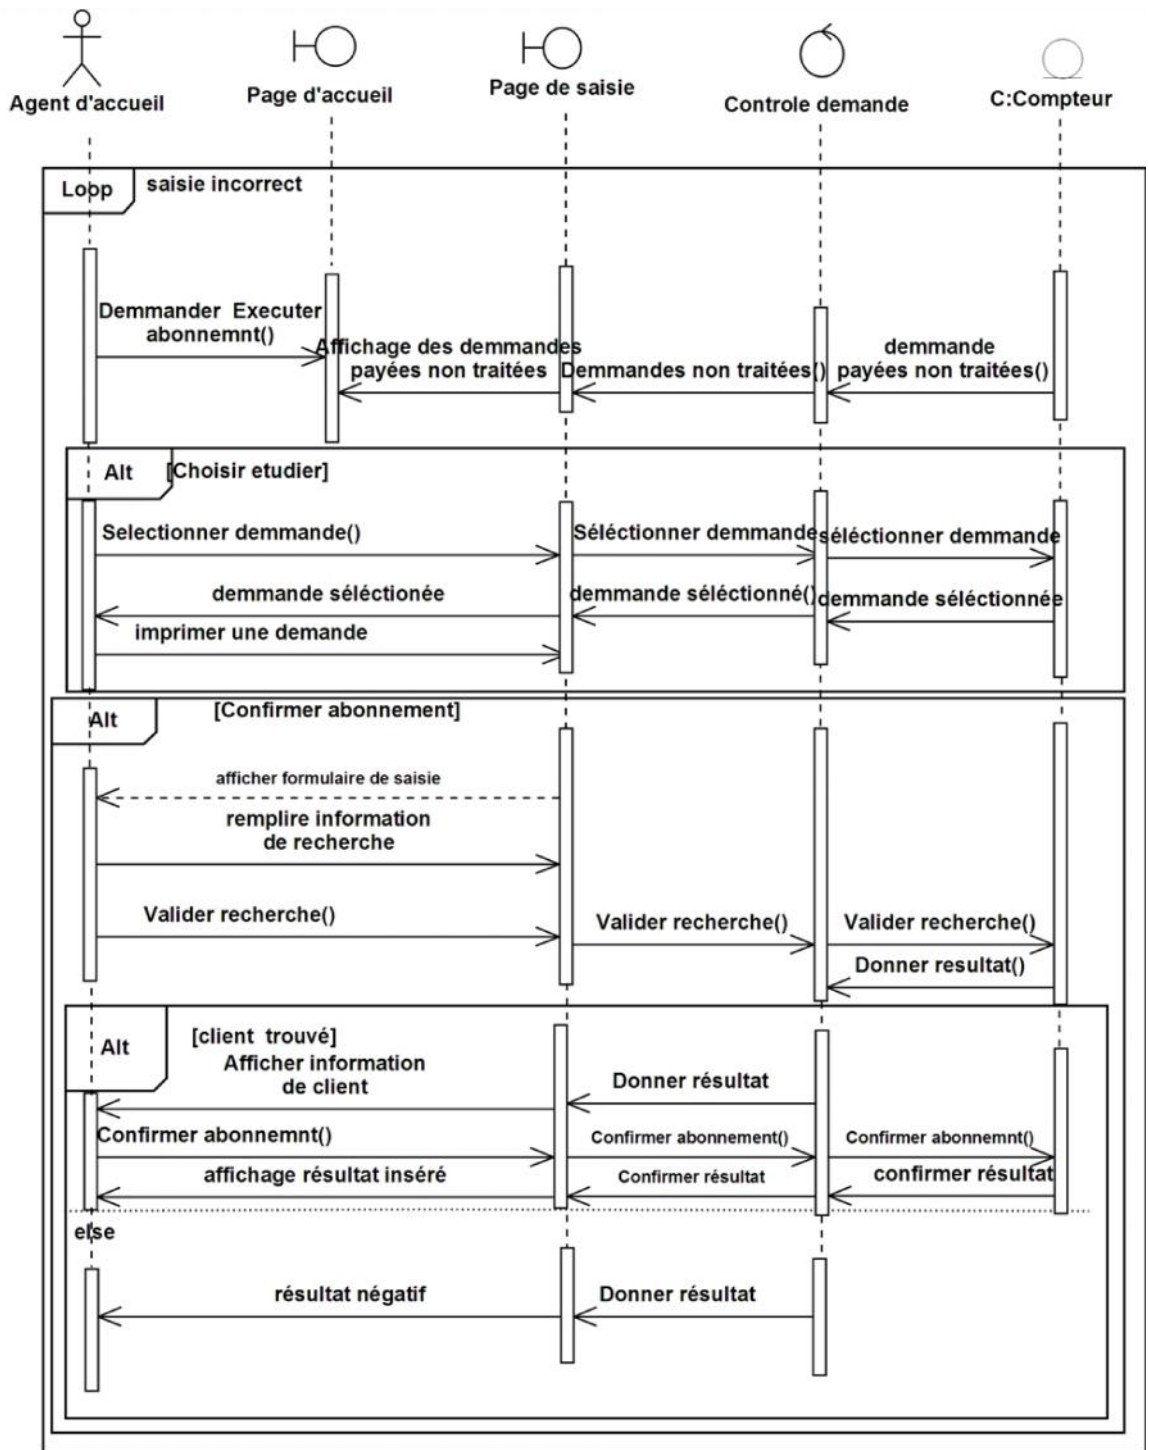 Agent d'accueil
Page d'accueil
Page de saisie
Controle demande
C:Compteur
Loop
saisie incorrect
Demmander Executer
abonnemnt()
Affichage des demmandes
payées non traitées
Demmandes non traitées()
demmande
payées non traitées()
Alt
[Choisir etudier]
Selectionner demmande()
Séléctionner demmande
séléctionner demmande
demmande séléctionée
demmande séléctionné()
demmande séléctionnée
imprimer une demande
Alt
[Confirmer abonnement]
afficher formulaire de saisie
remplire information
de recherche
Valider recherche()
Valider recherche()
Valider recherche()
Donner resultat()
Alt
[client trouvé]
Afficher information
de client
Donner résultat
Confirmer abonnemnt()
Confirmer abonnement()
Confirmer abonnemnt()
affichage résultat inséré
Confirmer résultat
confirmer résultat
else
résultat négatif
Donner résultat